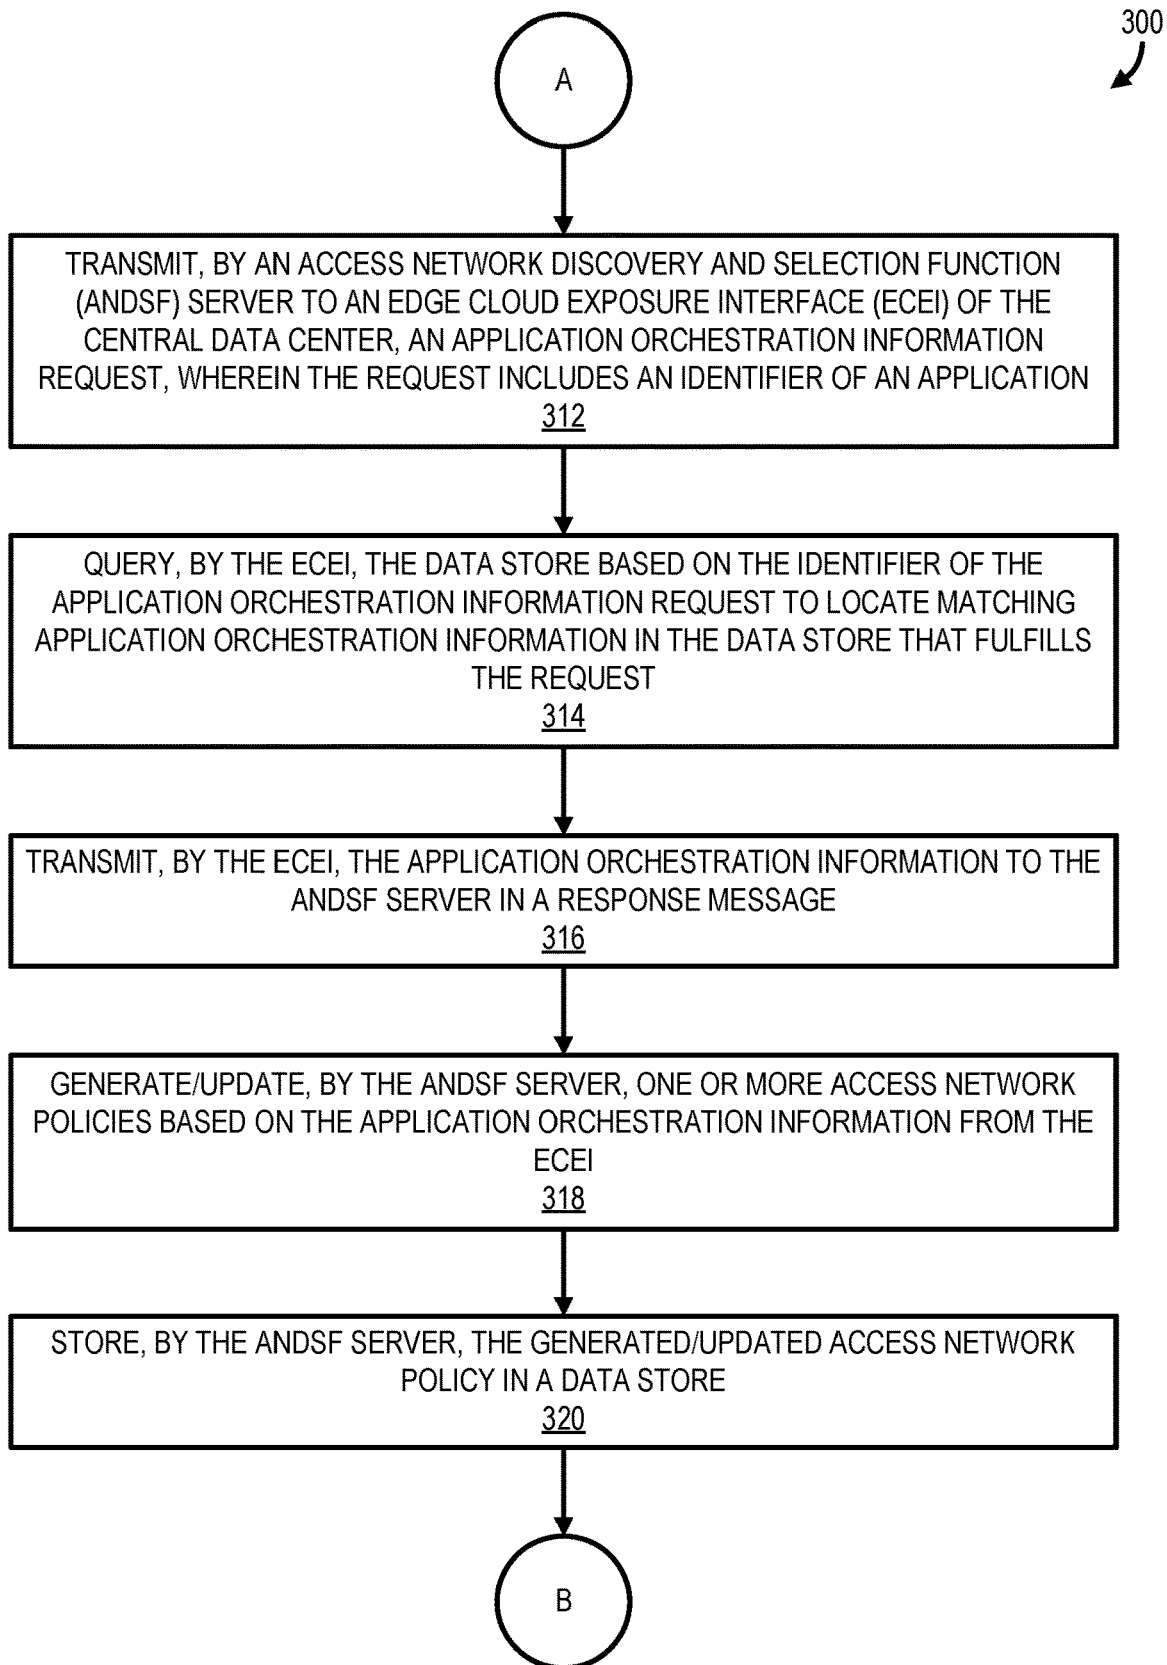 300
A
TRANSMIT, BY AN ACCESS NETWORK DISCOVERY AND SELECTION FUNCTION
(ANDSF) SERVER TO AN EDGE CLOUD EXPOSURE INTERFACE (ECEI) OF THE
CENTRAL DATA CENTER, AN APPLICATION ORCHESTRATION INFORMATION
REQUEST, WHEREIN THE REQUEST INCLUDES AN IDENTIFIER OF AN APPLICATION
312
QUERY, BY THE ECEI, THE DATA STORE BASED ON THE IDENTIFIER OF THE
APPLICATION ORCHESTRATION INFORMATION REQUEST TO LOCATE MATCHING
APPLICATION ORCHESTRATION INFORMATION IN THE DATA STORE THAT FULFILLS
THE REQUEST
314
TRANSMIT, BY THE ECEI, THE APPLICATION ORCHESTRATION INFORMATION TO THE
ANDSF SERVER IN A RESPONSE MESSAGE
316
GENERATE/UPDATE, BY THE ANDSF SERVER, ONE OR MORE ACCESS NETWORK
POLICIES BASED ON THE APPLICATION ORCHESTRATION INFORMATION FROM THE
ECEI
318
STORE, BY THE ANDSF SERVER, THE GENERATED/UPDATED ACCESS NETWORK
POLICY IN A DATA STORE
320
B